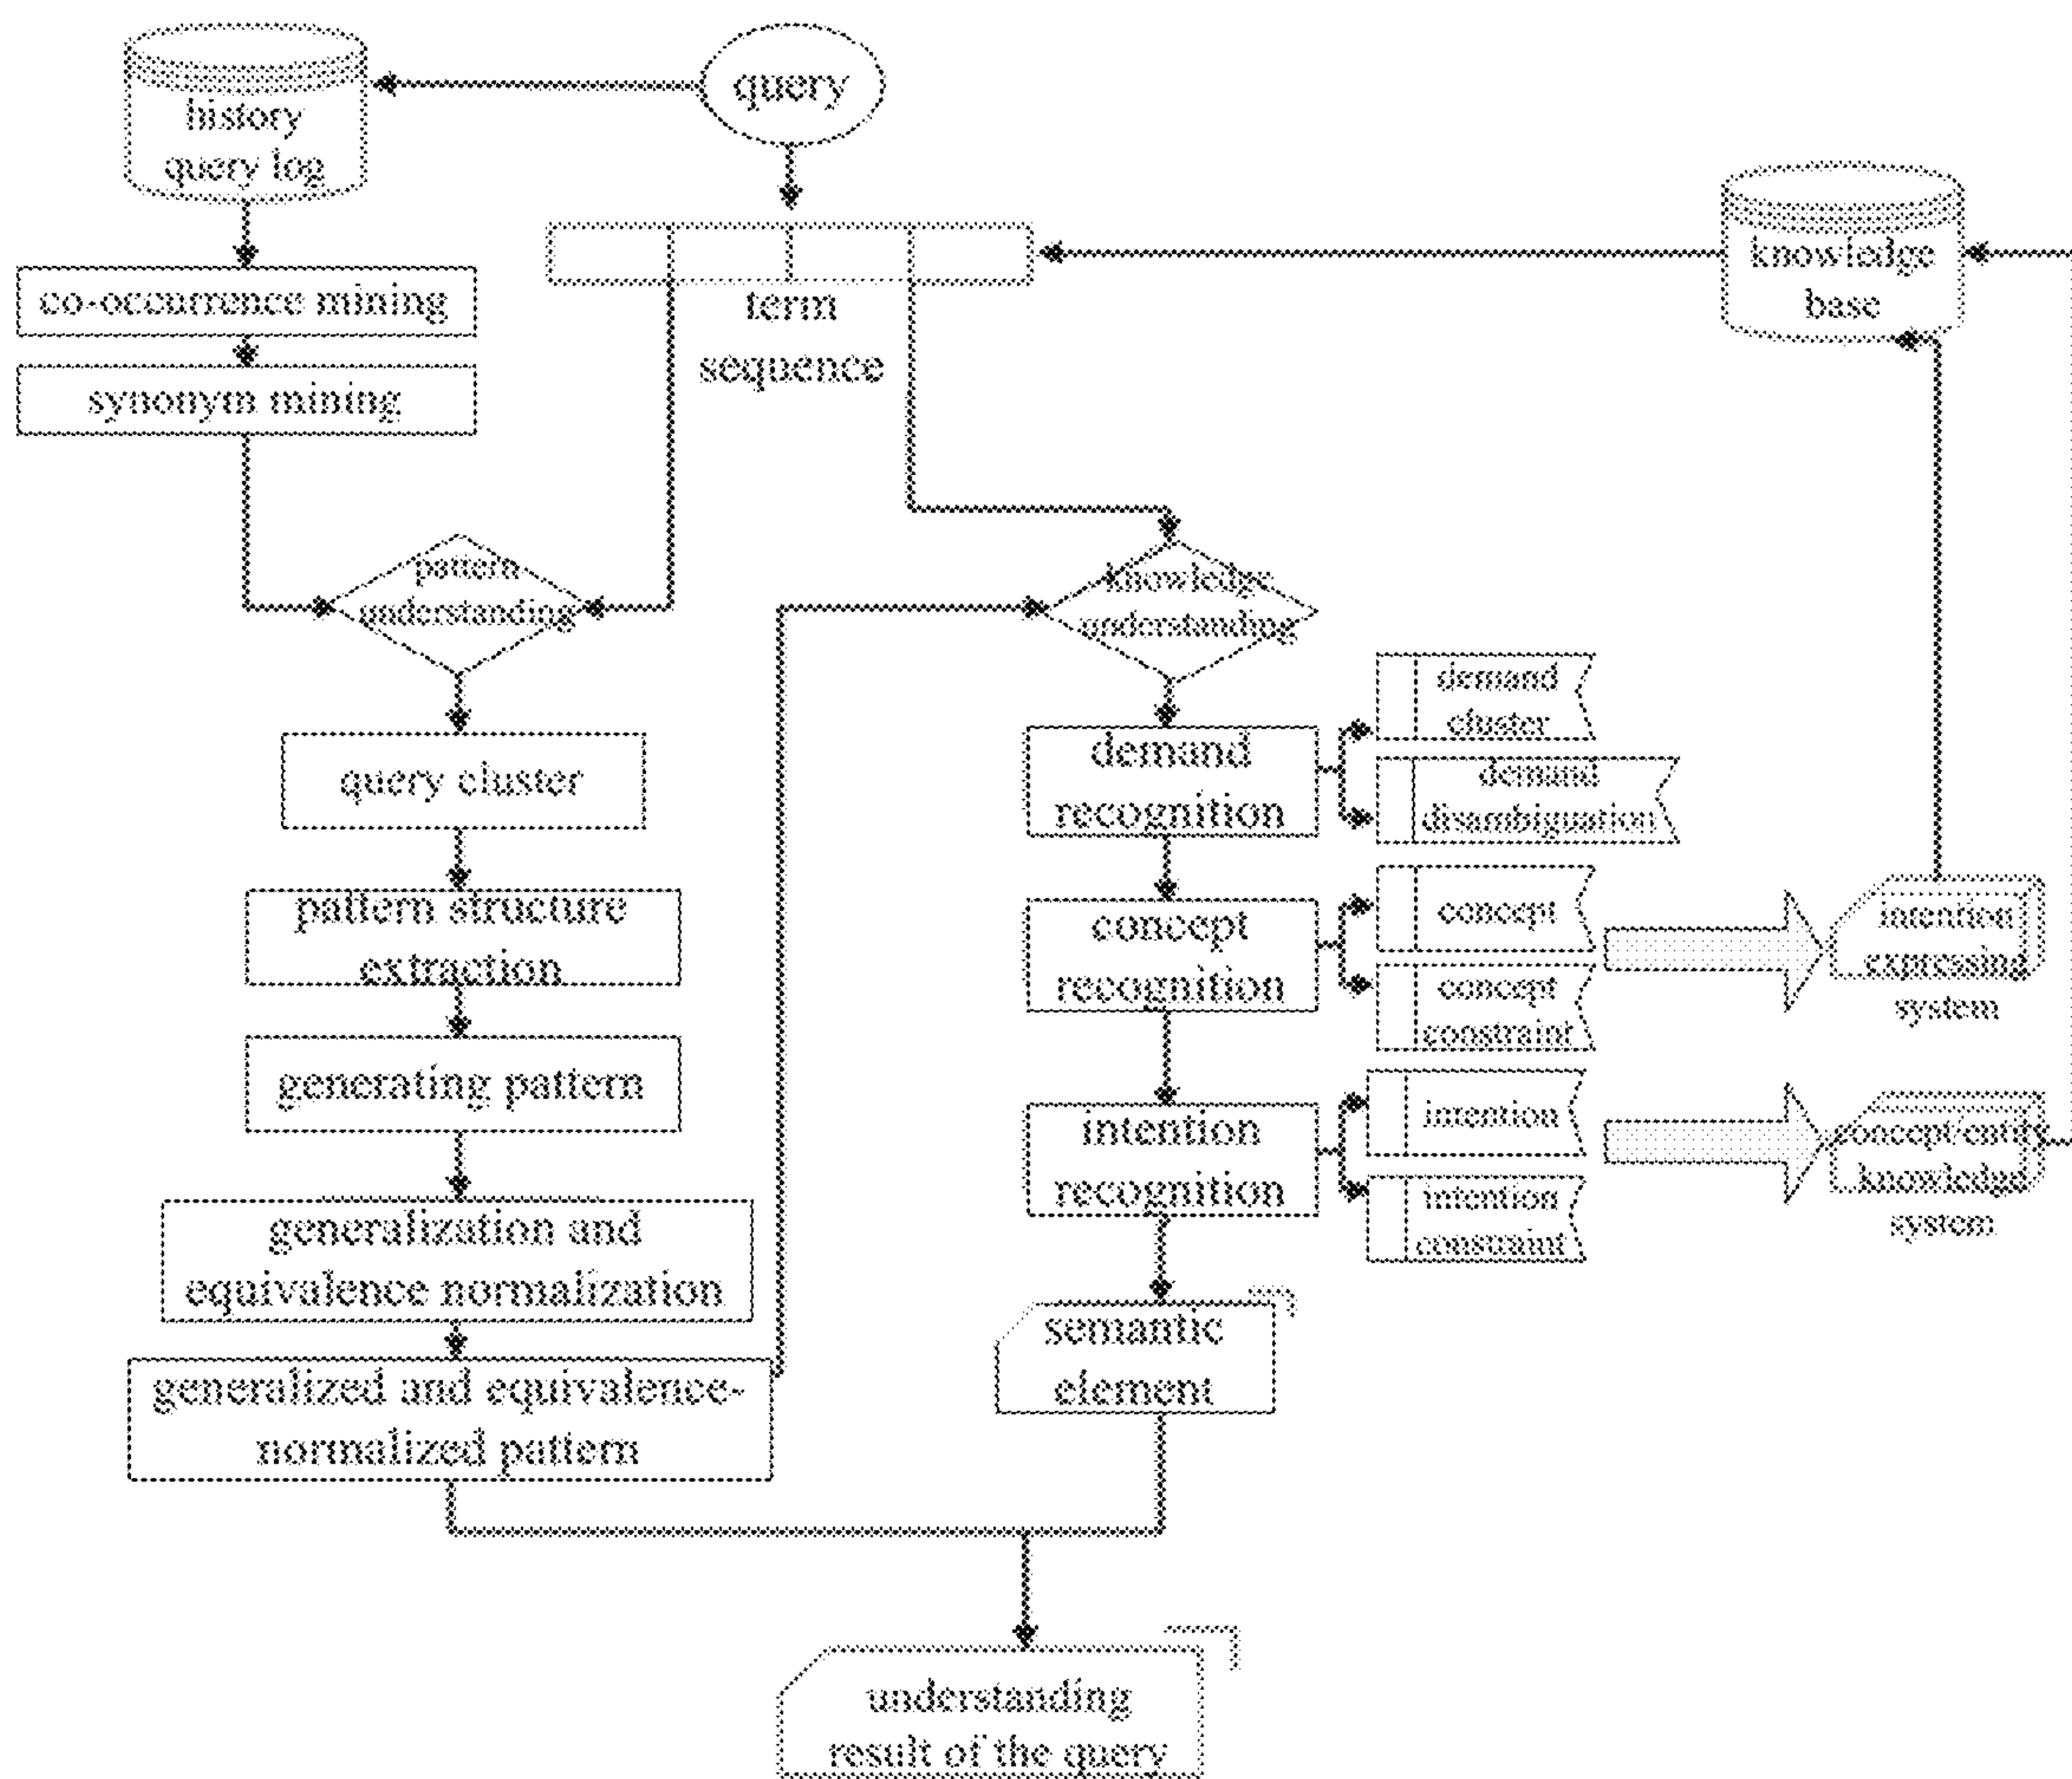 query
history
query log
knowledge
base
co-occurrence mining
term
sequence
synonym mining
pattern
understanding
knowledge
understanding
demand
cluster
query cluster
demand
recognition
demand
disambiguation
pattern structure
extraction
concept
recognition
concept
concept
constraint
intention
expressing
system
generating pattern
intention
recognition
intention
intention
constraint
concept/entity
knowledge
system
generalization and
equivalence normalization
semantic
element
generalized and equivalence-
normalized pattern
understanding
result of the query